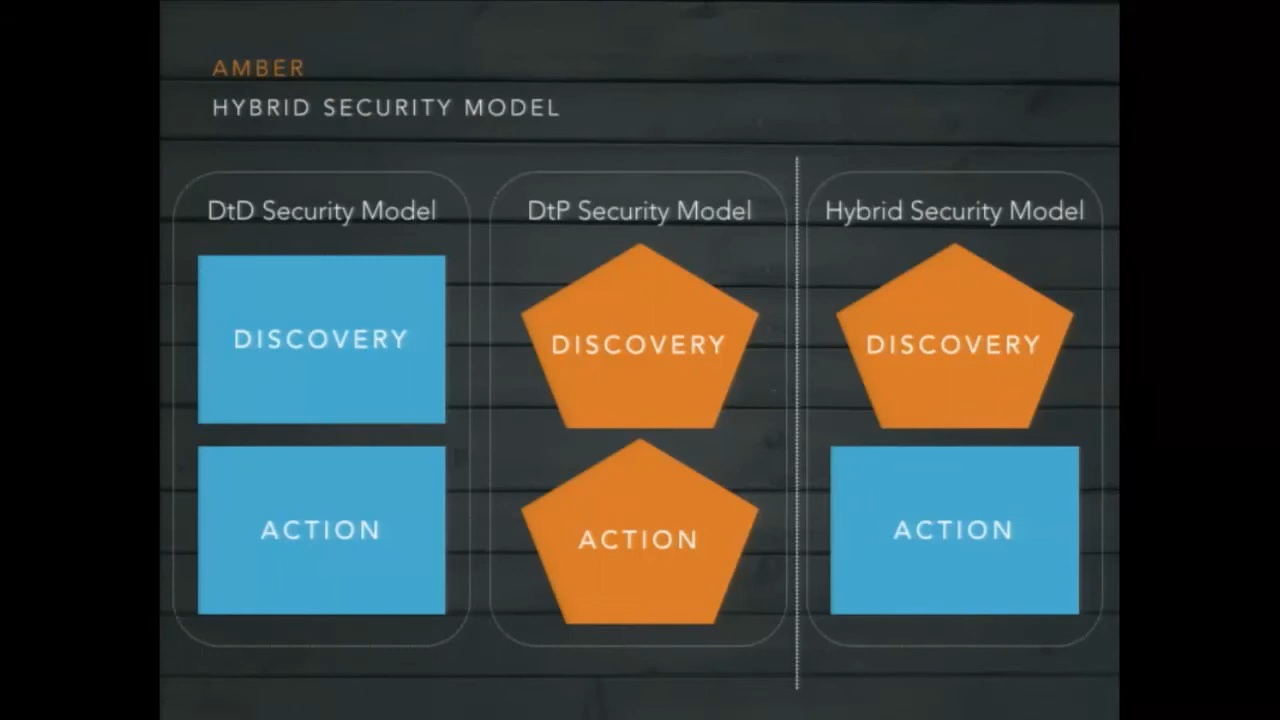 AMBER
HYBRID SECURITY MODEL
DtD Security Model
DISCOVERY
ACTION
DtP Security Model
DISCOVERY
ACTION
Hybrid Security Model
DISCOVERY
ACTION